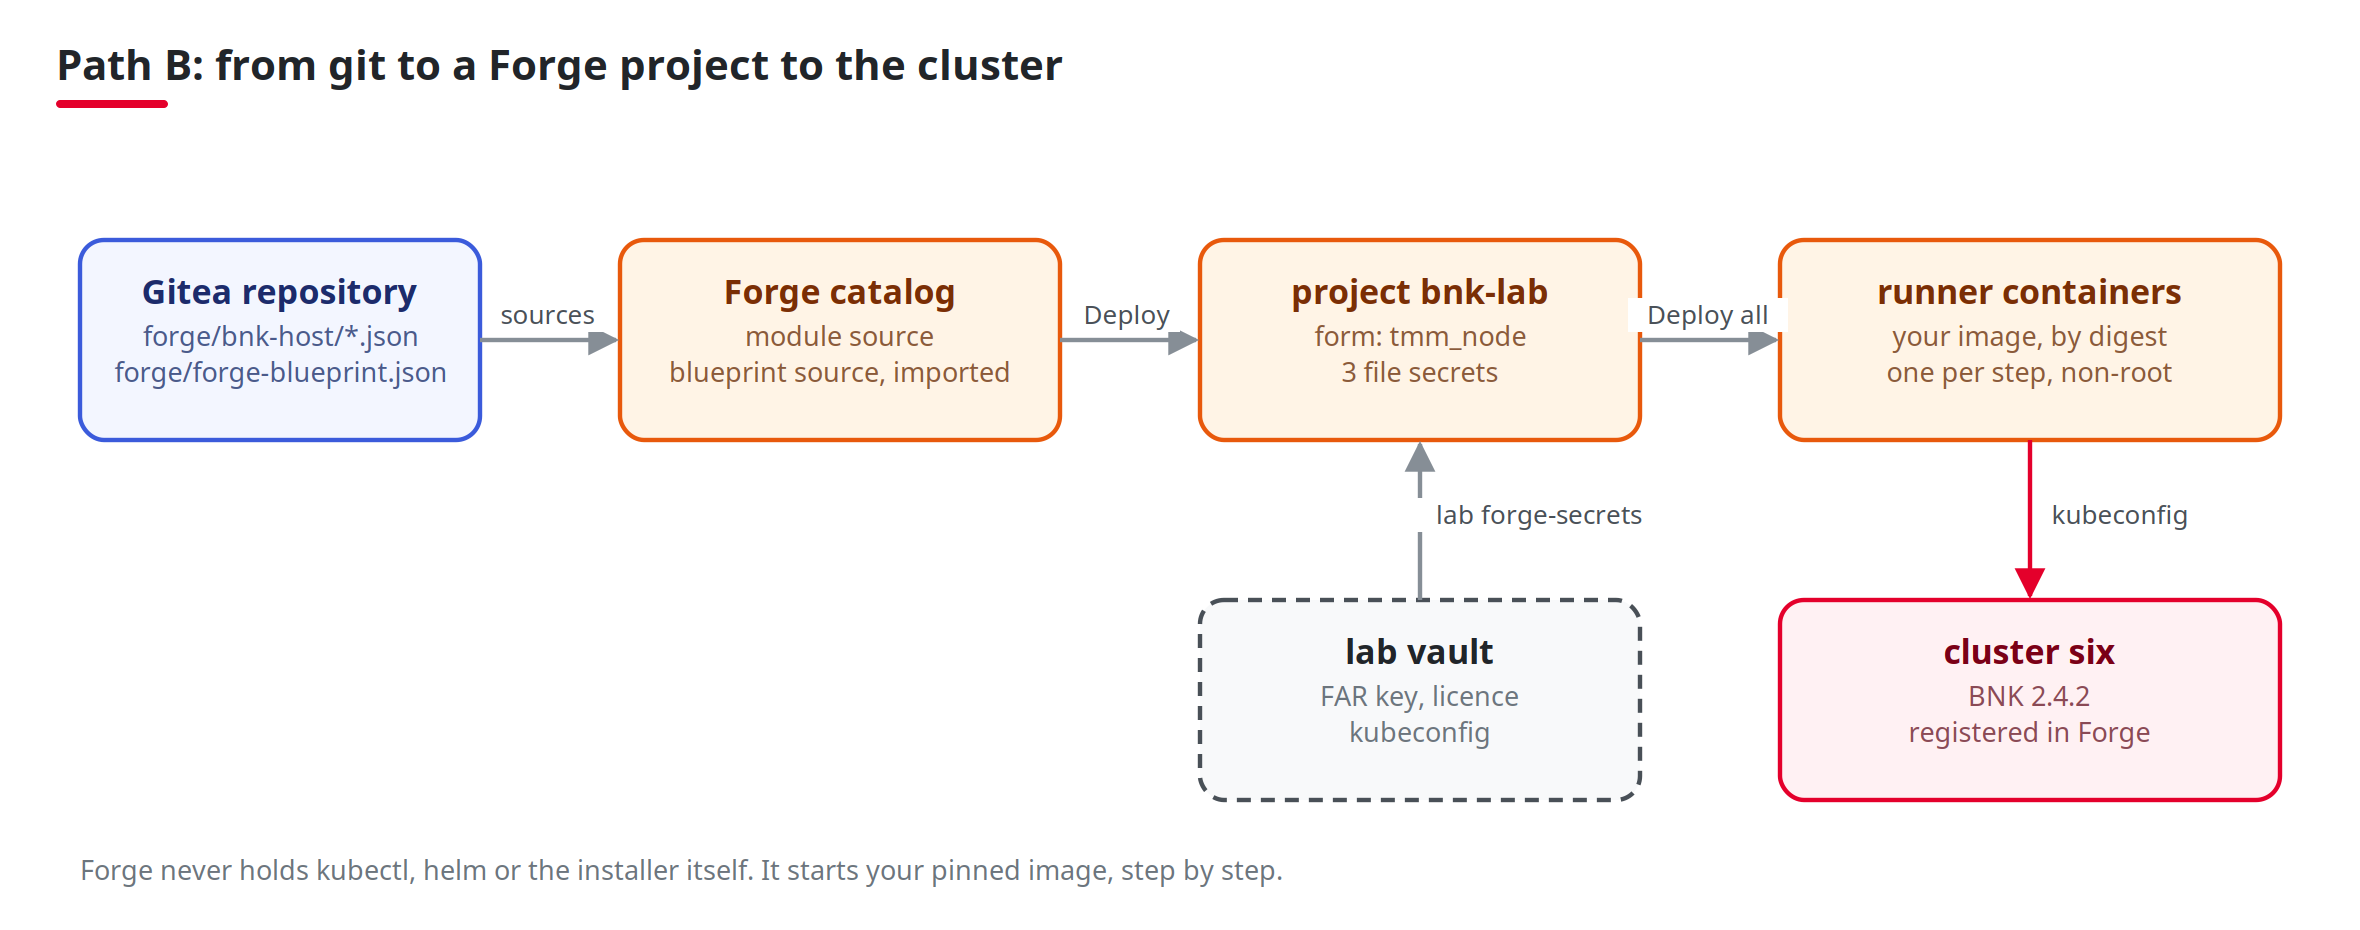 Path B: from git to a Forge project to the cluster
Gitea repository
forge/bnk-host/*.json
forge/forge-blueprint.json
sources
Forge catalog
module source
blueprint source, imported
Deploy
project bnk-lab
form: tmm_node
3 file secrets
Deploy all
runner containers
your image, by digest
one per step, non-root
lab forge-secrets
kubeconfig
lab vault
FAR key, licence
kubeconfig
cluster six
BNK 2.4.2
registered in Forge
Forge never holds kubectl, helm or the installer itself. It starts your pinned image, step by step.